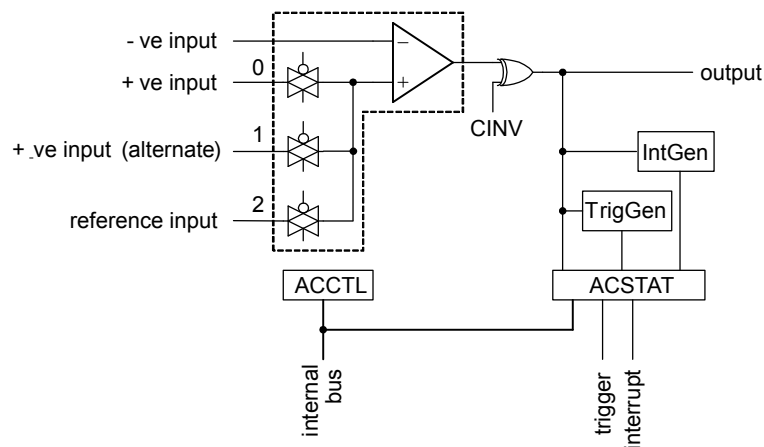 - ve input
0
+ ve input
1
+ -ve input (alternate)
2
reference input
−
+
CINV
output
IntGen
TrigGen
ACCTL
ACSTAT
internal
bus
trigger
interrupt